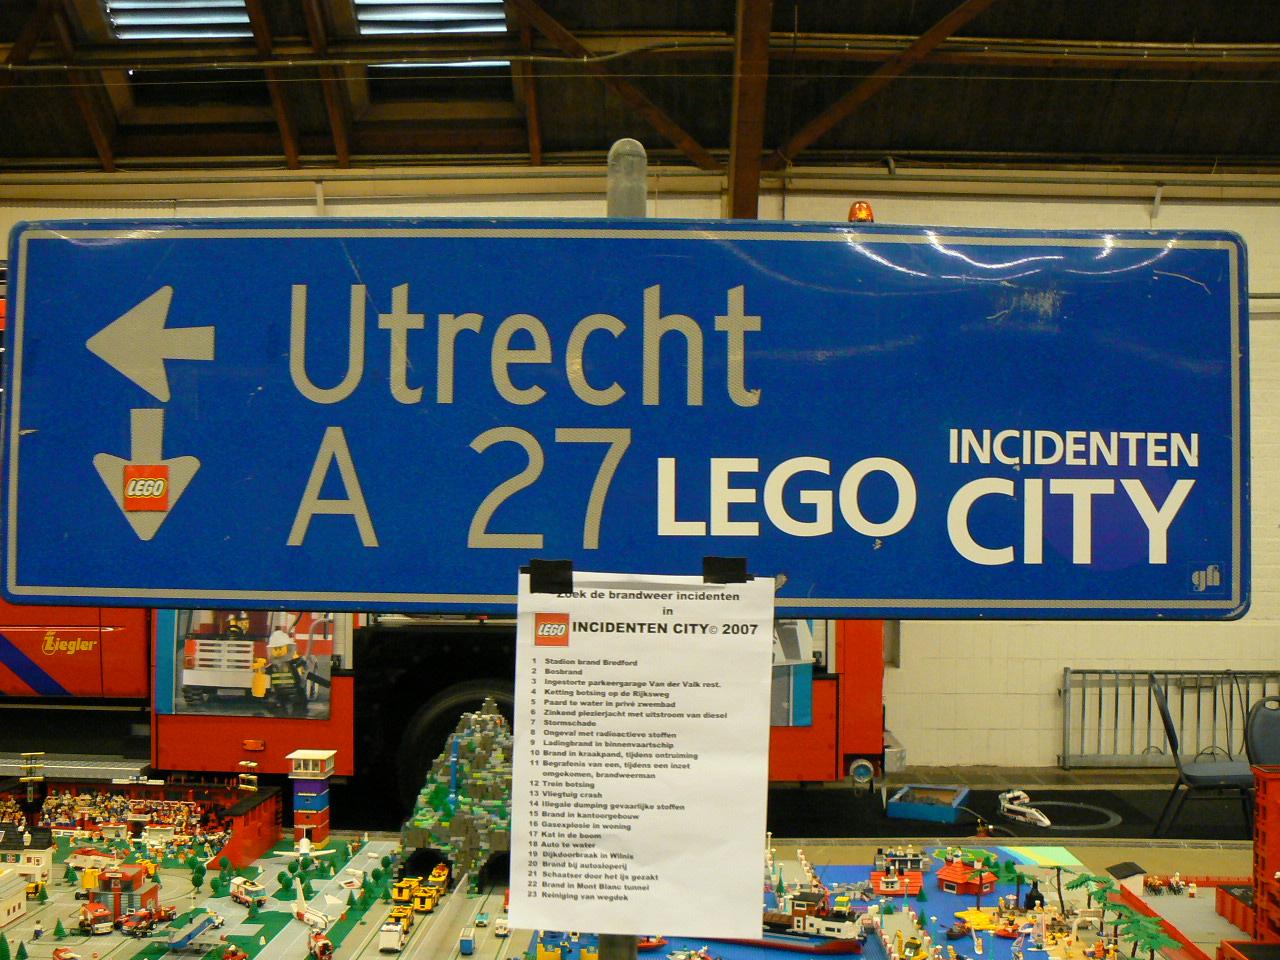 Utrecht
A 27
LEGO INCIDENTEN
CITY
LEGO
gfi
Ziegler
Zoek de brandweer incidenten
in
LEGO INCIDENTEN CITY© 2007
1 Stadion brand Bredford
2 Bosbrand
3 Ingestorte parkeergarage Van der Valk rest.
4 Ketting botsing op de Rijksweg
5 Paard te water in privé zwembad
6 Zinkend plezierjacht met uitstroom van diesel
7 Stormschade
8 Ongeval met radioactieve stoffen
9 Ladingbrand in binnenvaartschip
10 Brand in kraakpand, tijdens ontruiming
11 Begrafenis van een, tijdens een inzet
omgekomen, brandweerman
12 Trein botsing
13 Vliegtuig crash
14 Illegale dumping gevaarlijke stoffen
15 Brand in kantoorgebouw
16 Gasexplosie in woning
17 Kat in de boom
18 Auto te water
19 Dijkdoorbraak in Wilnis
20 Brand bij autosloperij
21 Schaatser door het ijs gezakt
22 Brand in Mont Blanc tunnel
23 Reiniging van wegdek